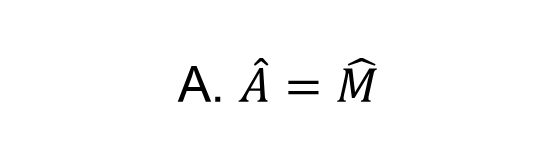 A. Â = M̂